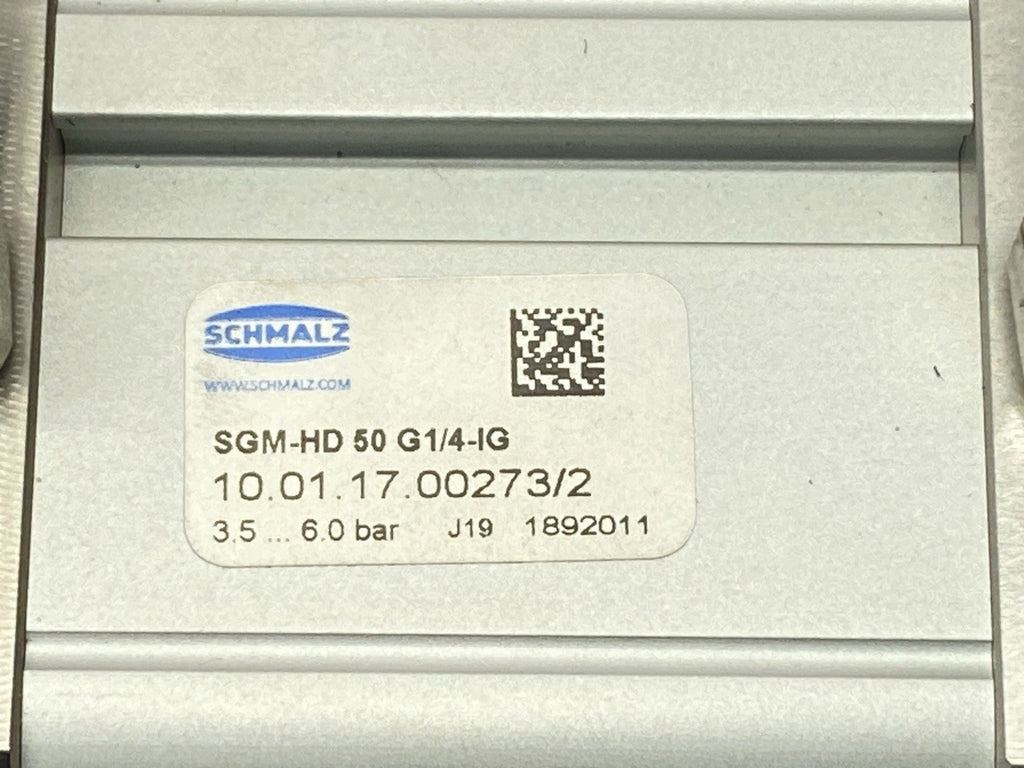 SCHMALZ
WWW.SCHMALZ.COM
SGM-HD 50 G1/4-IG
10.01.17.00273/2
3.5 ... 6.0 bar J19 1892011